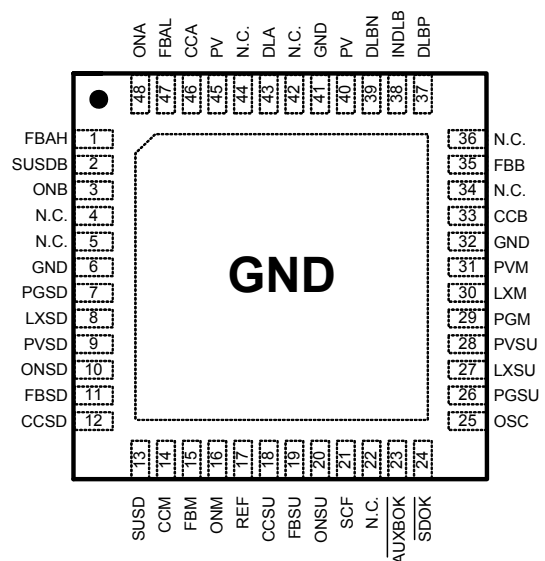 ONA FBAL CCA PV N.C. DLA N.C. GND PV DLBN INDLB DLBP
48 47 46 45 44 43 42 41 40 39 38 37
FBAH 1
SUSDB 2
ONB 3
N.C. 4
N.C. 5
GND 6
PGSD 7
LXSD 8
PVSD 9
ONSD 10
FBSD 11
CCSD 12
GND
36 N.C.
35 FBB
34 N.C.
33 CCB
32 GND
31 PVM
30 LXM
29 PGM
28 PVSU
27 LXSU
26 PGSU
25 OSC
13 14 15 16 17 18 19 20 21 22 23 24
SUSD CCM FBM ONM REF CCSU FBSU ONSU SCF N.C. AUXBOK SDOK